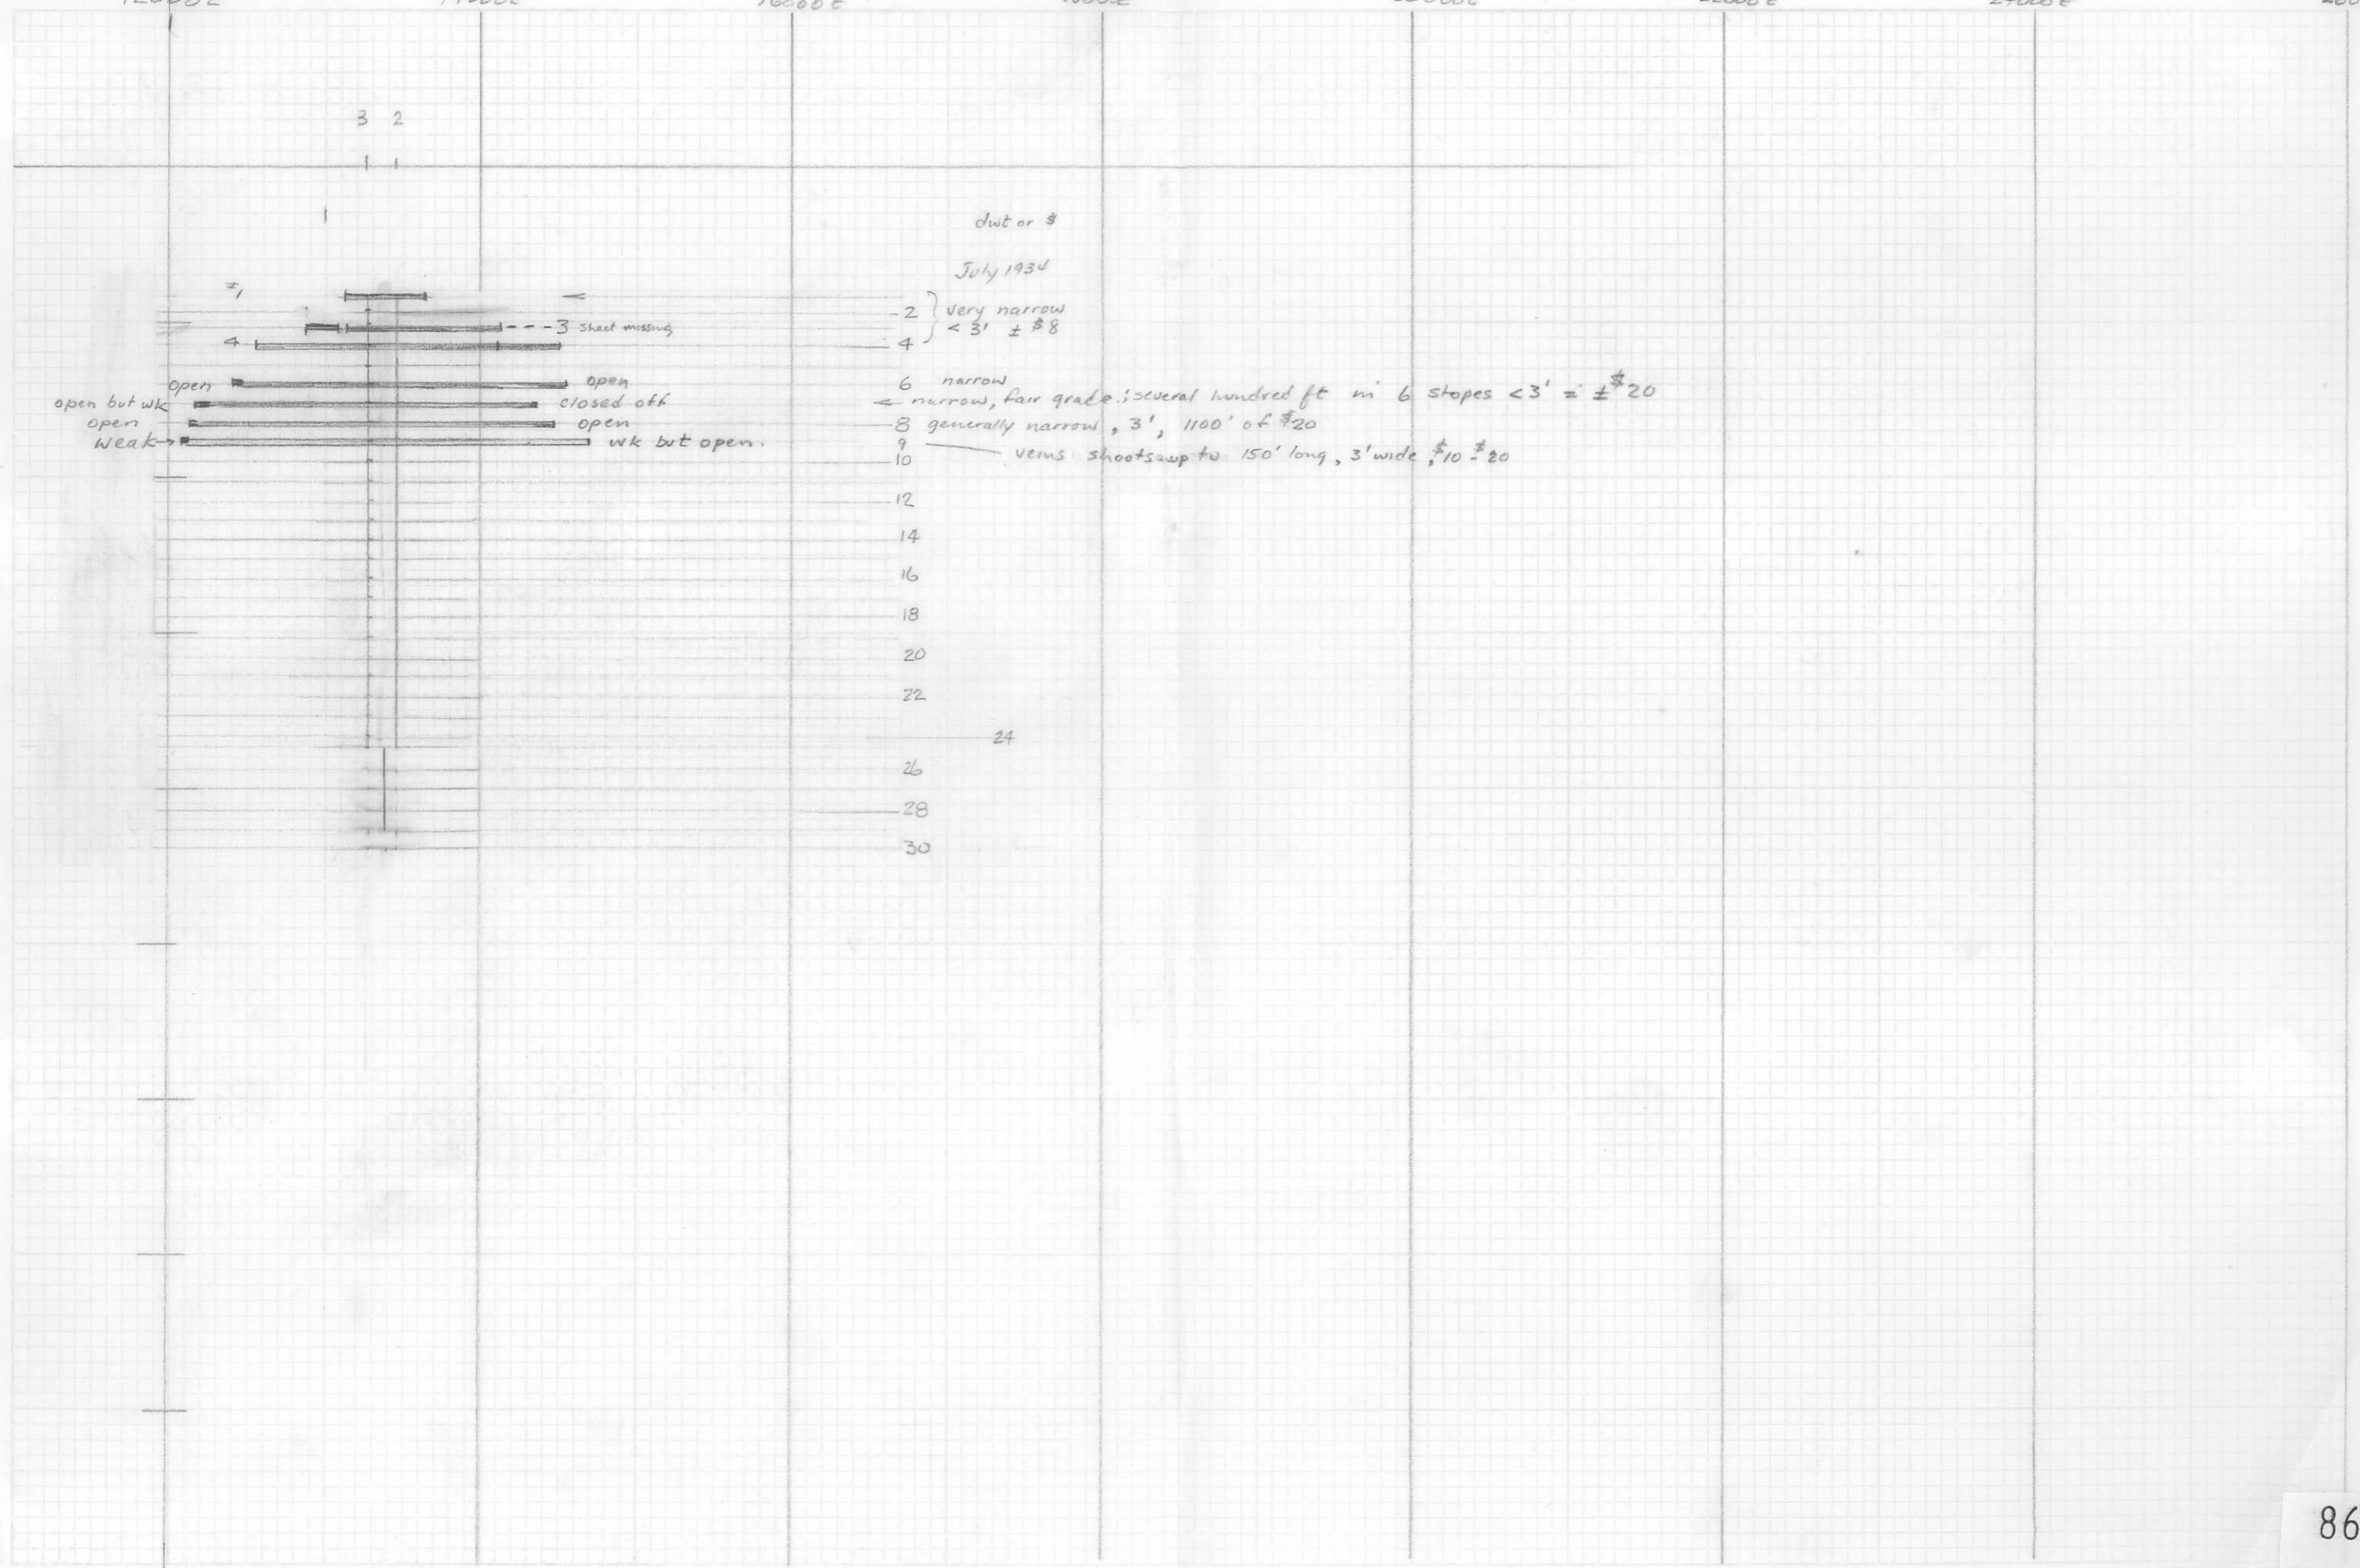 16000E
22000E
3 2
dwt or $
July 1934
#1
2 very narrow
3 sheet missing
< 3' ± $8
4
4
open
open
6 narrow
open but wk
closed off
narrow, fair grade: several hundred ft in 6 stopes < 3' = ± $20
open
open
8 generally narrow, 3', 1100' of $20
weak→
wk but open.
9
veins shoots up to 150' long, 3' wide, $10 - $20
10
12
14
16
18
20
22
24
26
28
30
86